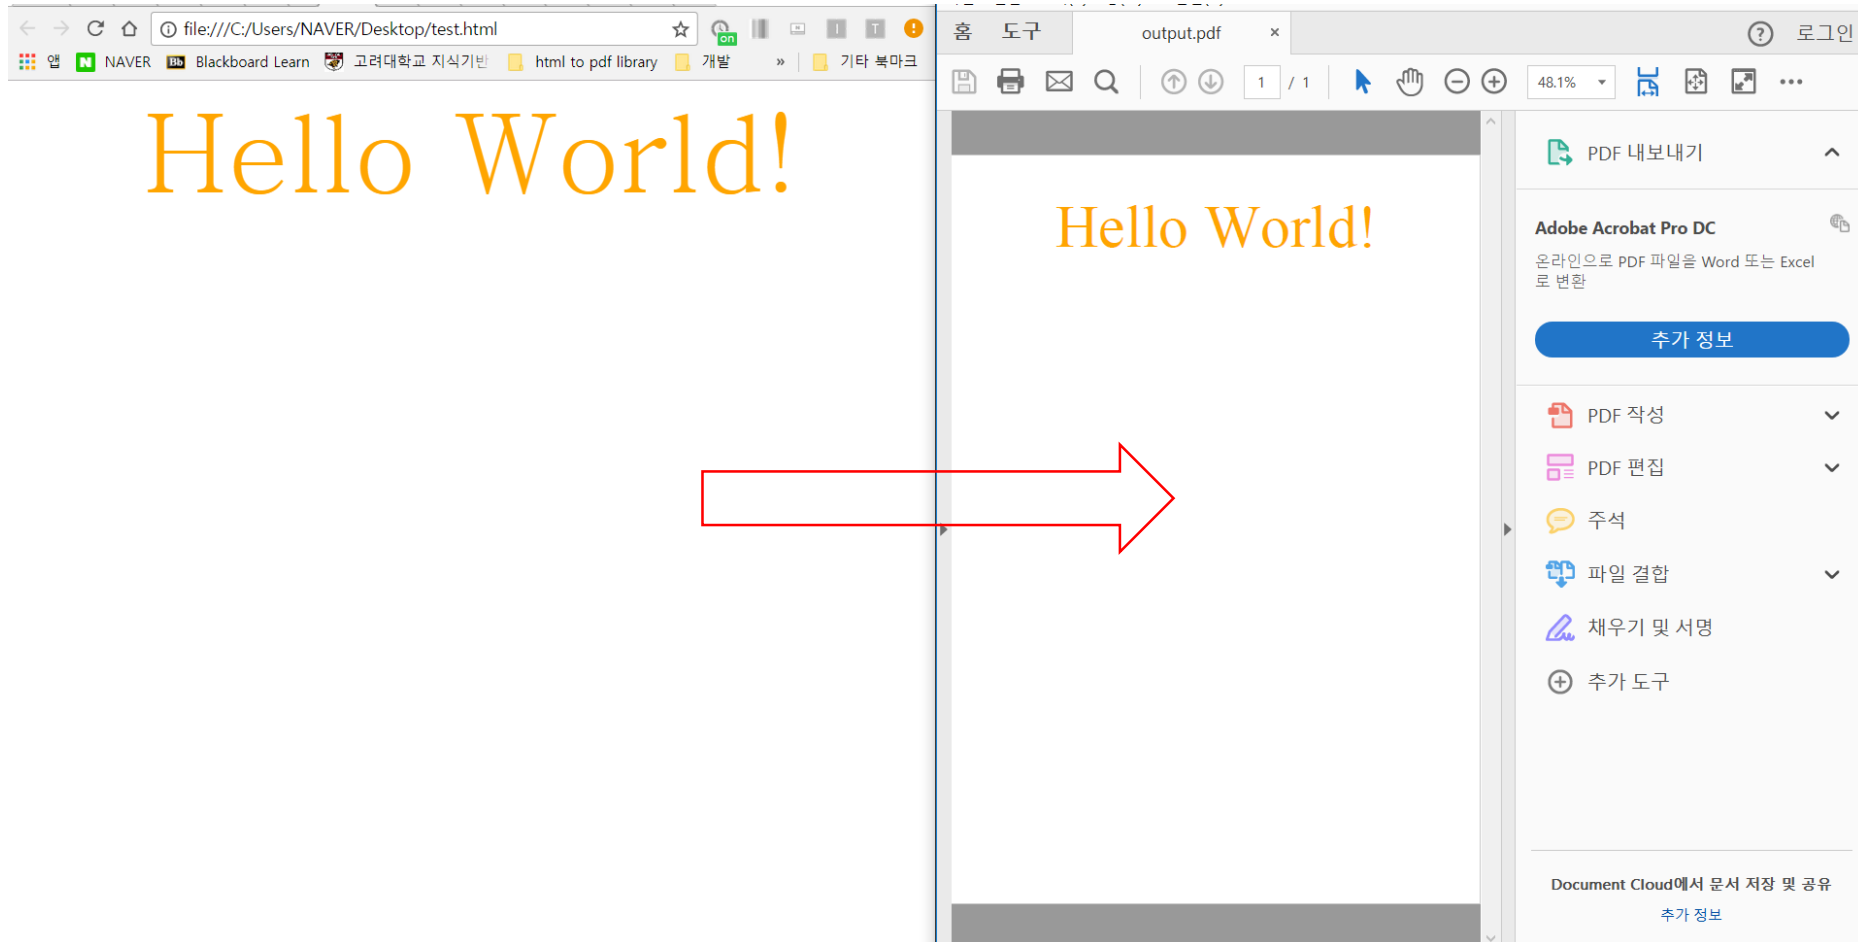 file:///C:/Users/NAVER/Desktop/test.html
on
앱 N NAVER Bb Blackboard Learn 고려대학교 지식기반 html to pdf library 개발 » 기타 북마크
Hello World!
홈 도구 output.pdf × ? 로그인
1 / 1 48.1%
Hello World!
PDF 내보내기
Adobe Acrobat Pro DC
온라인으로 PDF 파일을 Word 또는 Excel
로 변환
추가 정보
PDF 작성
PDF 편집
주석
파일 결합
채우기 및 서명
추가 도구
Document Cloud에서 문서 저장 및 공유
추가 정보